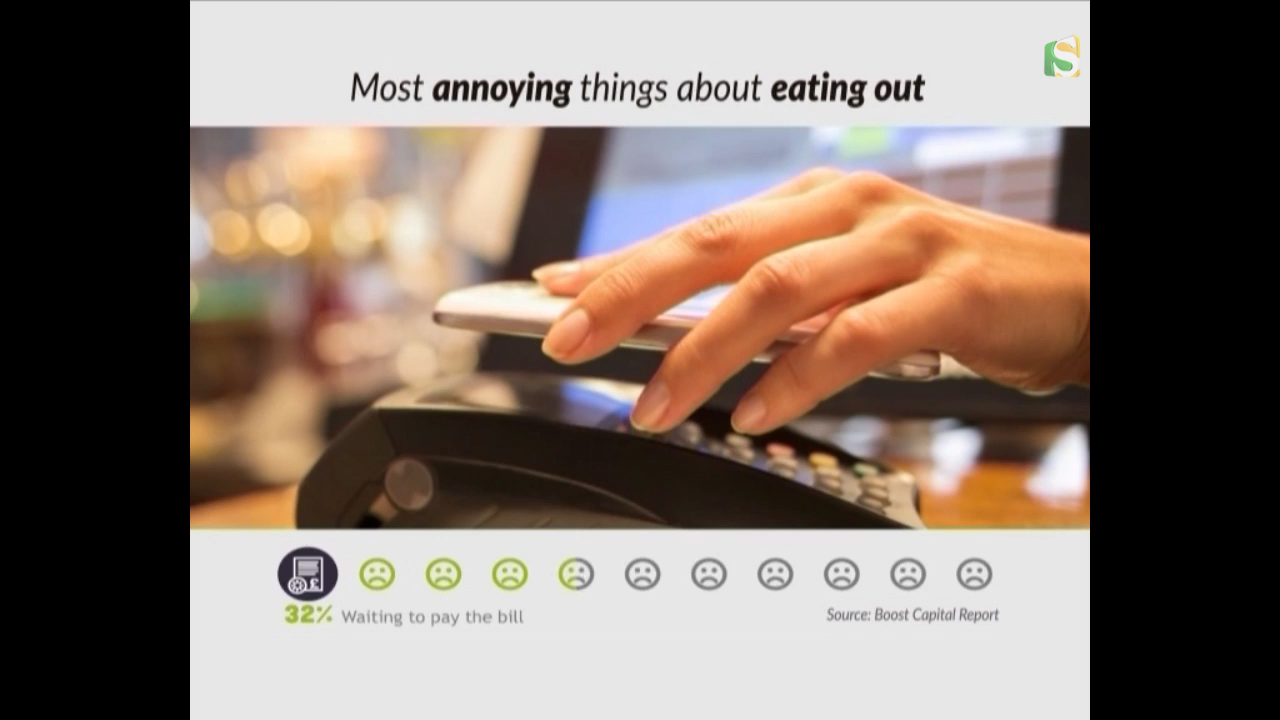 S
Most annoying things about eating out
£
32% Waiting to pay the bill
Source: Boost Capital Report